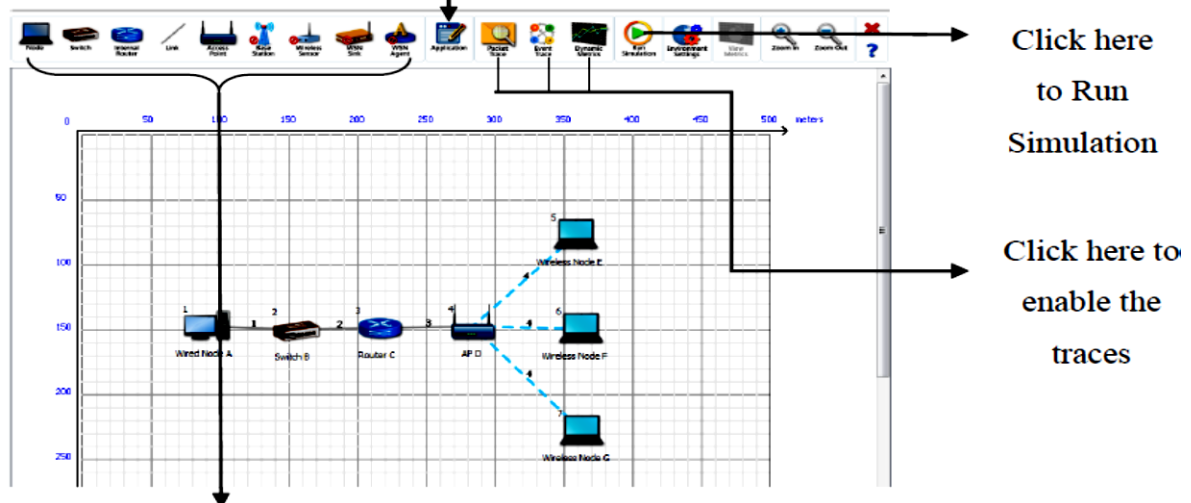 Node
Switch
Internal
Router
Link
Access
Point
Base
Station
Wireless
Sensor
WSN
Sink
WSN
Agent
Application
Packet
Trace
Event
Trace
Dynamic
Metrics
Run
Simulation
Environment
Settings
View
Metrics
Zoom In
Zoom Out
?
Click here
to Run
Simulation
0 50 100 150 200 250 300 350 400 450 500 meters
50
100
150
200
250
5
Wireless Node E
4
1
Wired Node A
1
2
Switch B
2
3
Router C
3
4
AP D
4
6
Wireless Node F
4
7
Wireless Node G
Click here to
enable the
traces